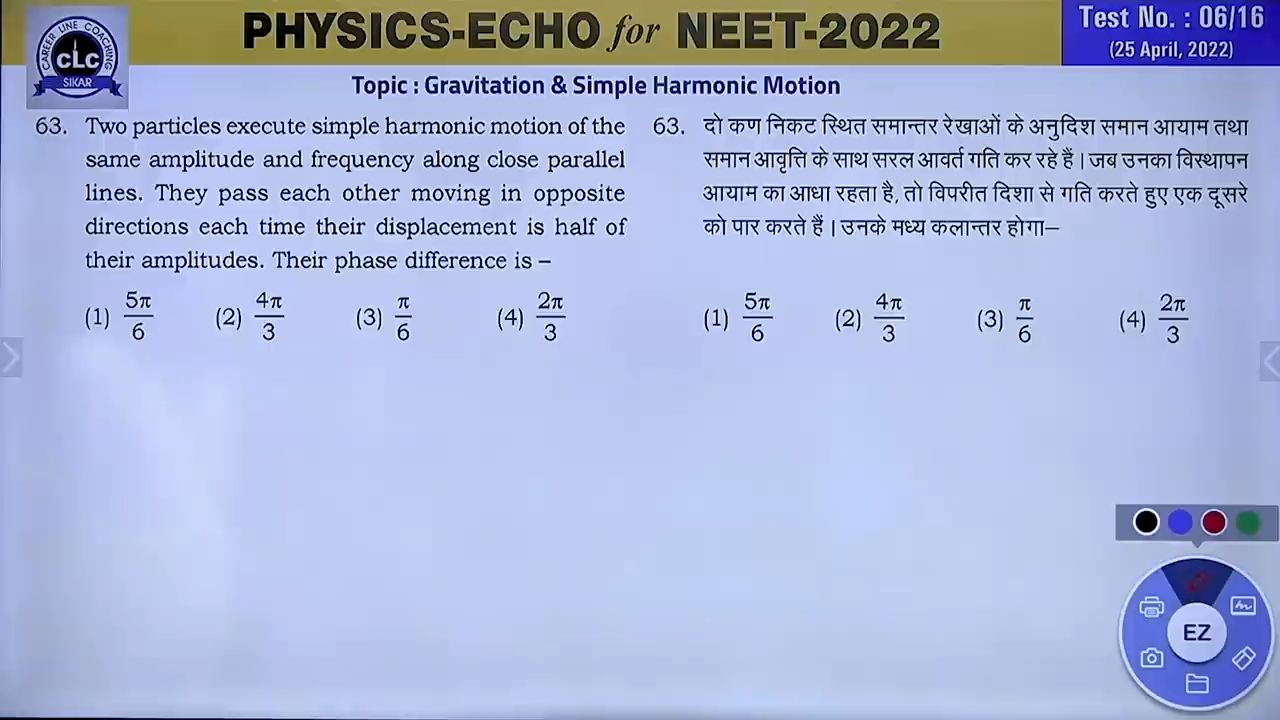 CAREER LINE COACHING
CLC
SIKAR
PHYSICS-ECHO for NEET-2022
Test No. : 06/16
(25 April, 2022)
Topic : Gravitation & Simple Harmonic Motion
63. Two particles execute simple harmonic motion of the
same amplitude and frequency along close parallel
lines. They pass each other moving in opposite
directions each time their displacement is half of
their amplitudes. Their phase difference is –
(1) 5π/6 (2) 4π/3 (3) π/6 (4) 2π/3
63. दो कण निकट स्थित समान्तर रेखाओं के अनुदिश समान आयाम तथा
समान आवृत्ति के साथ सरल आवर्त गति कर रहे हैं। जब उनका विस्थापन
आयाम का आधा रहता है, तो विपरीत दिशा से गति करते हुए एक दूसरे
को पार करते हैं। उनके मध्य कलान्तर होगा–
(1) 5π/6 (2) 4π/3 (3) π/6 (4) 2π/3
EZ